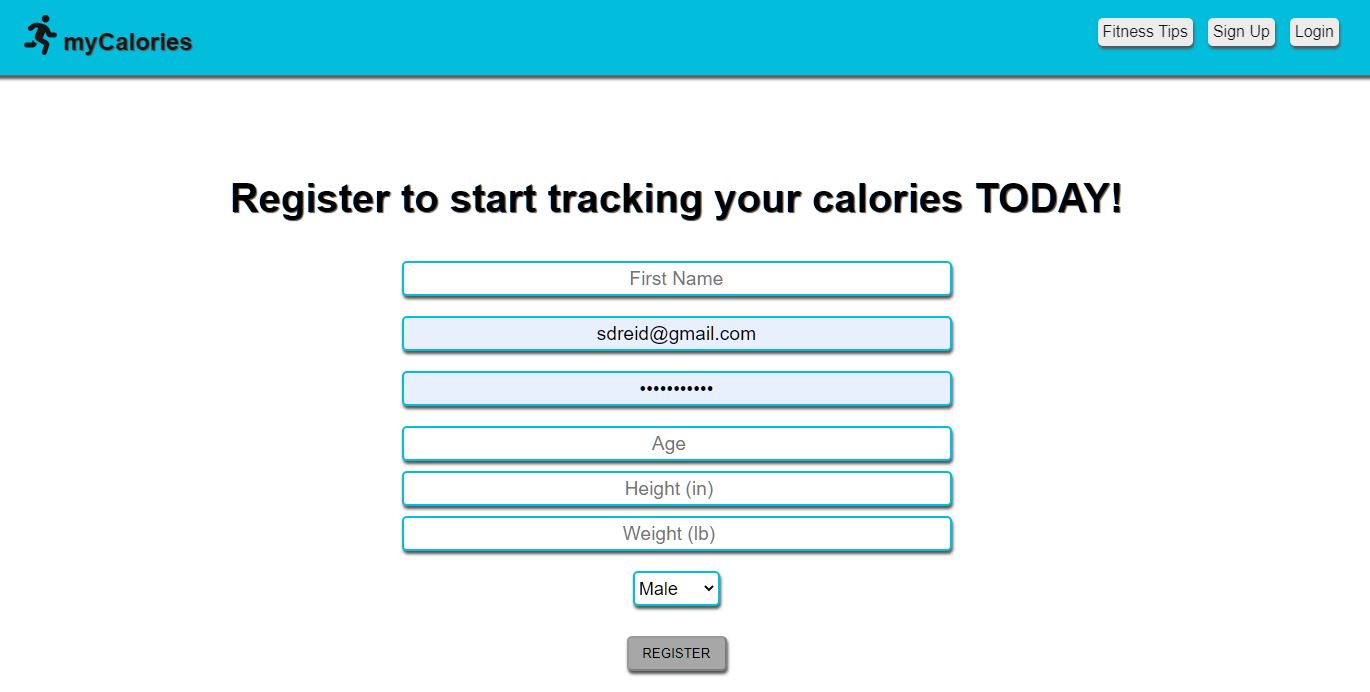 myCalories
Fitness Tips Sign Up Login
Register to start tracking your calories TODAY!
First Name
sdreid@gmail.com
•••••••••••
Age
Height (in)
Weight (lb)
Male
REGISTER